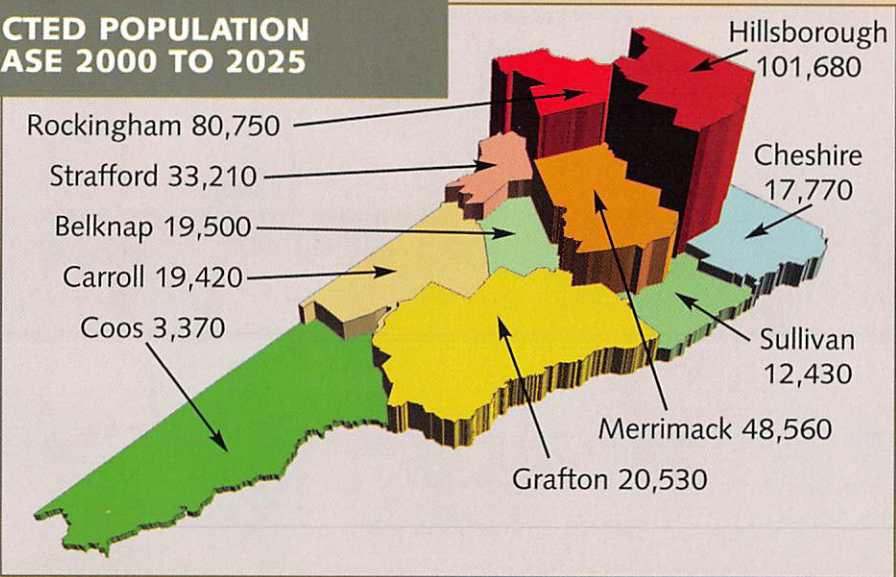 CTED POPULATION
ASE 2000 TO 2025
Hillsborough
101,680
Rockingham 80,750
Cheshire
17,770
Strafford 33,210
Belknap 19,500
Carroll 19,420
Coos 3,370
Sullivan
12,430
Merrimack 48,560
Grafton 20,530